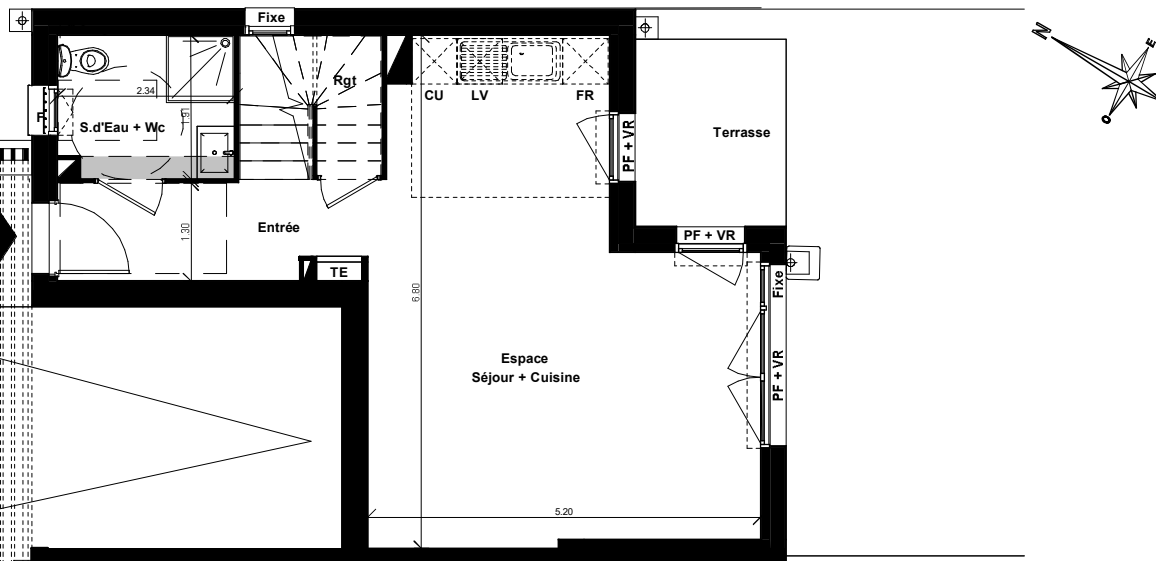 Fixe
N
E
O
Rgt
CU
LV
FR
2.34
1.91
F
S.d'Eau + Wc
PF + VR
Terrasse
1.30
Entrée
PF + VR
TE
Fixe
6.80
Espace
Séjour + Cuisine
PF + VR
5.20